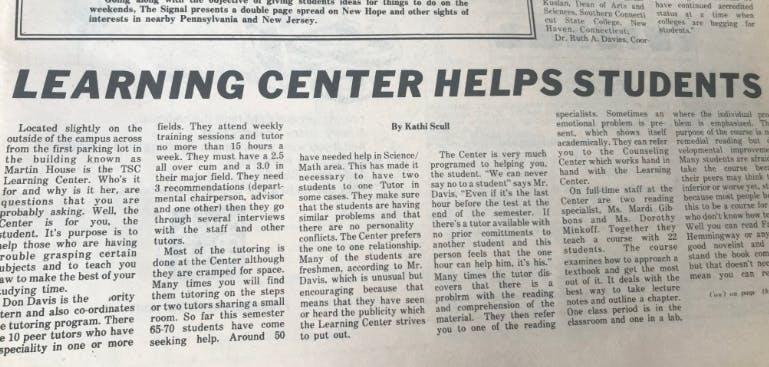 Going along with the objective of giving students ideas for things to do on the
weekends, The Signal presents a double page spread on New Hope and other sights of
interests in nearby Pennsylvania and New Jersey.
Kuslan, Dean of Arts and
Sciences, Southern Connecti
cut State College, New
Haven, Connecticut;
Dr. Ruth A. Davies, Coor-
have continued accredited
status at a time when
colleges are begging for
students."
LEARNING CENTER HELPS STUDENTS
Located slightly on the
outside of the campus across
from the first parking lot in
the building known as
Martin House is the TSC
Learning Center. Who's it
for and why is it her, are
questions that you are
probably asking. Well, the
Center is for you, the
student. It's purpose to
help those who are having
trouble grasping certain
ubjects and to teach you
ow to make the best of your
tudying time.
Don Davis is the ority
tern and also co-ordinates
e tutoring program. There
e 10 peer tutors who have
speciality in one or more
fields. They attend weekly
training sessions and tutor
no more than 15 hours a
week. They must have a 2.5
all over cum and a 3.0 in
their major field. They need
3 recommendations (depart-
mental chairperson, advisor
and one other) then they go
through several interviews
with the staff and other
tutors.
Most of the tutoring is
done at the Center although
they are cramped for space.
Many times you will find
them tutoring on the steps
or two tutors sharing a small
room. So far this semester
65-70 students have come
seeking help. Around 50
By Kathi Scull
have needed help in Science/
Math area. This has made it
necessary to have two
students to one Tutor in
some cases. They make sure
that the students are having
similar problems and that
there are no personality
conflicts. The Center prefers
the one to one relationship.
Many of the students are
freshmen, according to Mr.
Davis, which is unusual but
encouraging because that
means that they have seen
or heard the publicity which
the Learning Center strives
to put out.
The Center is very much
programed to helping you,
the student. "We can never
say no to a student" says Mr.
Davis, "Even if it's the last
hour before the test at the
end of the semester. If
there's a tutor available with
no prior comitments to
another student and this
person feels that the one
hour can help him, it's his."
Many times the tutor dis-
covers that there is a
problrm with the reading
and comprehension of the
material. They then refer
you to one of the reading
specialists. Sometimes an
emotional problem is pre-
sent, which shows itself
academically. They can refer
you to the Counseling
Center which works hand in
hand with the Learning
Center.
On full-time staff at the
Center are two reading
specialist, Ms. Mardi Gib-
bons and Ms. Dorothy
Minkoff. Together they
teach a course with 22
students. The course
examines how to approach a
textbook and get the most
out of it. It deals with the
best way to take lecture
notes and outline a chapter.
One class period is in the
classroom and one in a lab,
where the individual pro
blem is emphasized. Th
purpose of the course is n
remedial reading but
velopmental improvem
Many students are afraid
take the course bec
their peers may think
inferior or worse yet, st
because most people b
this to be a course for
who don't know how to
Well you can read Er
Hemmingway or any
good novelist and
stand the book com
but that doesn't nec
mean you can re
Con't on page